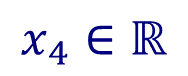 x₄ ∈ ℝ